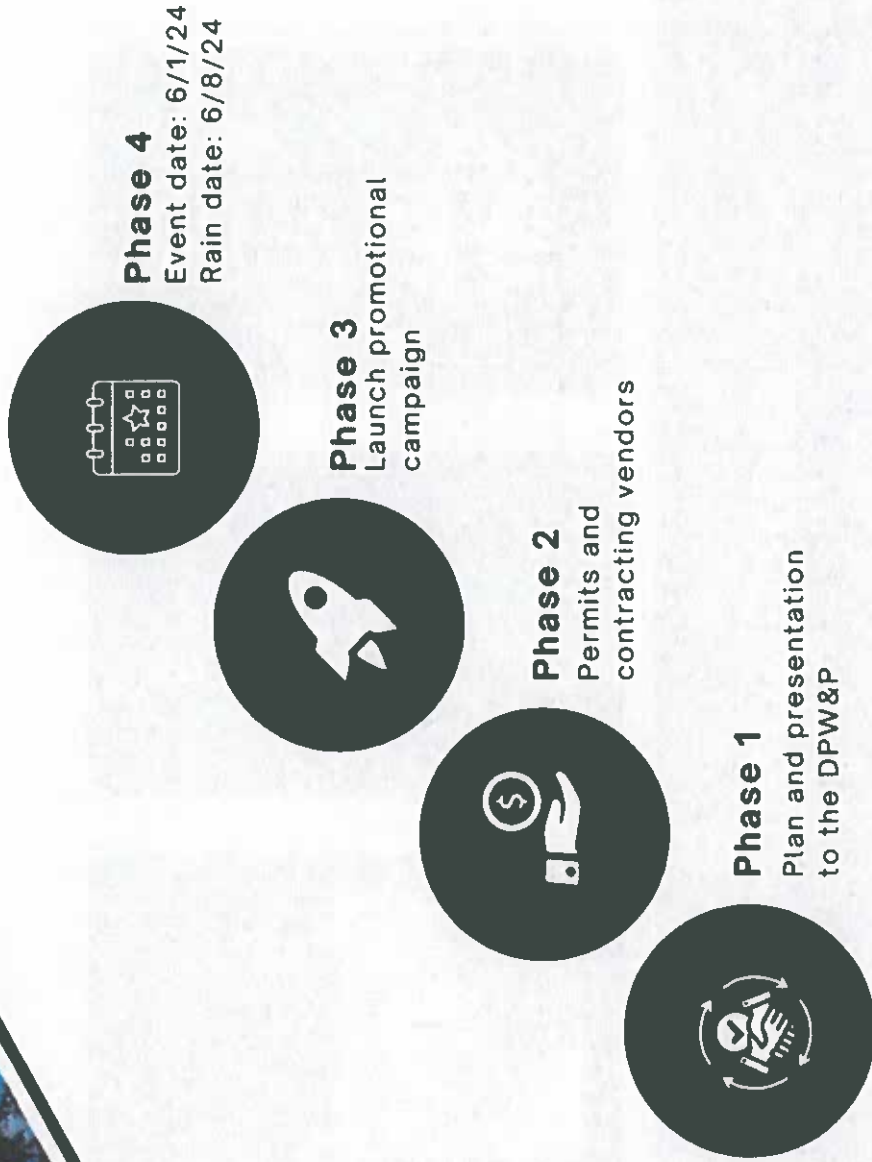 Phase 1
Plan and presentation
to the DPW&P
Phase 2
Permits and
contracting vendors
Phase 3
Launch promotional
campaign
Phase 4
Event date: 6/1/24
Rain date: 6/8/24